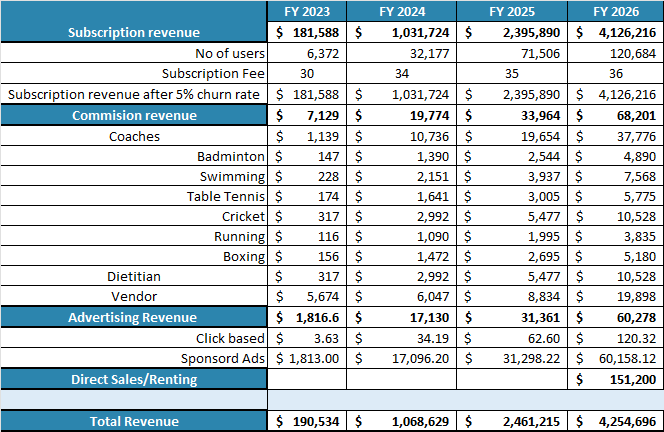 FY 2023 FY 2024 FY 2025 FY 2026
Subscription revenue $ 181,588 $ 1,031,724 $ 2,395,890 $ 4,126,216
No of users 6,372 32,177 71,506 120,684
Subscription Fee 30 34 35 36
Subscription revenue after 5% churn rate $ 181,588 $ 1,031,724 $ 2,395,890 $ 4,126,216
Commision revenue $ 7,129 $ 19,774 $ 33,964 $ 68,201
Coaches $ 1,139 $ 10,736 $ 19,654 $ 37,776
Badminton $ 147 $ 1,390 $ 2,544 $ 4,890
Swimming $ 228 $ 2,151 $ 3,937 $ 7,568
Table Tennis $ 174 $ 1,641 $ 3,005 $ 5,775
Cricket $ 317 $ 2,992 $ 5,477 $ 10,528
Running $ 116 $ 1,090 $ 1,995 $ 3,835
Boxing $ 156 $ 1,472 $ 2,695 $ 5,180
Dietitian $ 317 $ 2,992 $ 5,477 $ 10,528
Vendor $ 5,674 $ 6,047 $ 8,834 $ 19,898
Advertising Revenue $ 1,816.6 $ 17,130 $ 31,361 $ 60,278
Click based $ 3.63 $ 34.19 $ 62.60 $ 120.32
Sponsord Ads $ 1,813.00 $ 17,096.20 $ 31,298.22 $ 60,158.12
Direct Sales/Renting $ 151,200
Total Revenue $ 190,534 $ 1,068,629 $ 2,461,215 $ 4,254,696